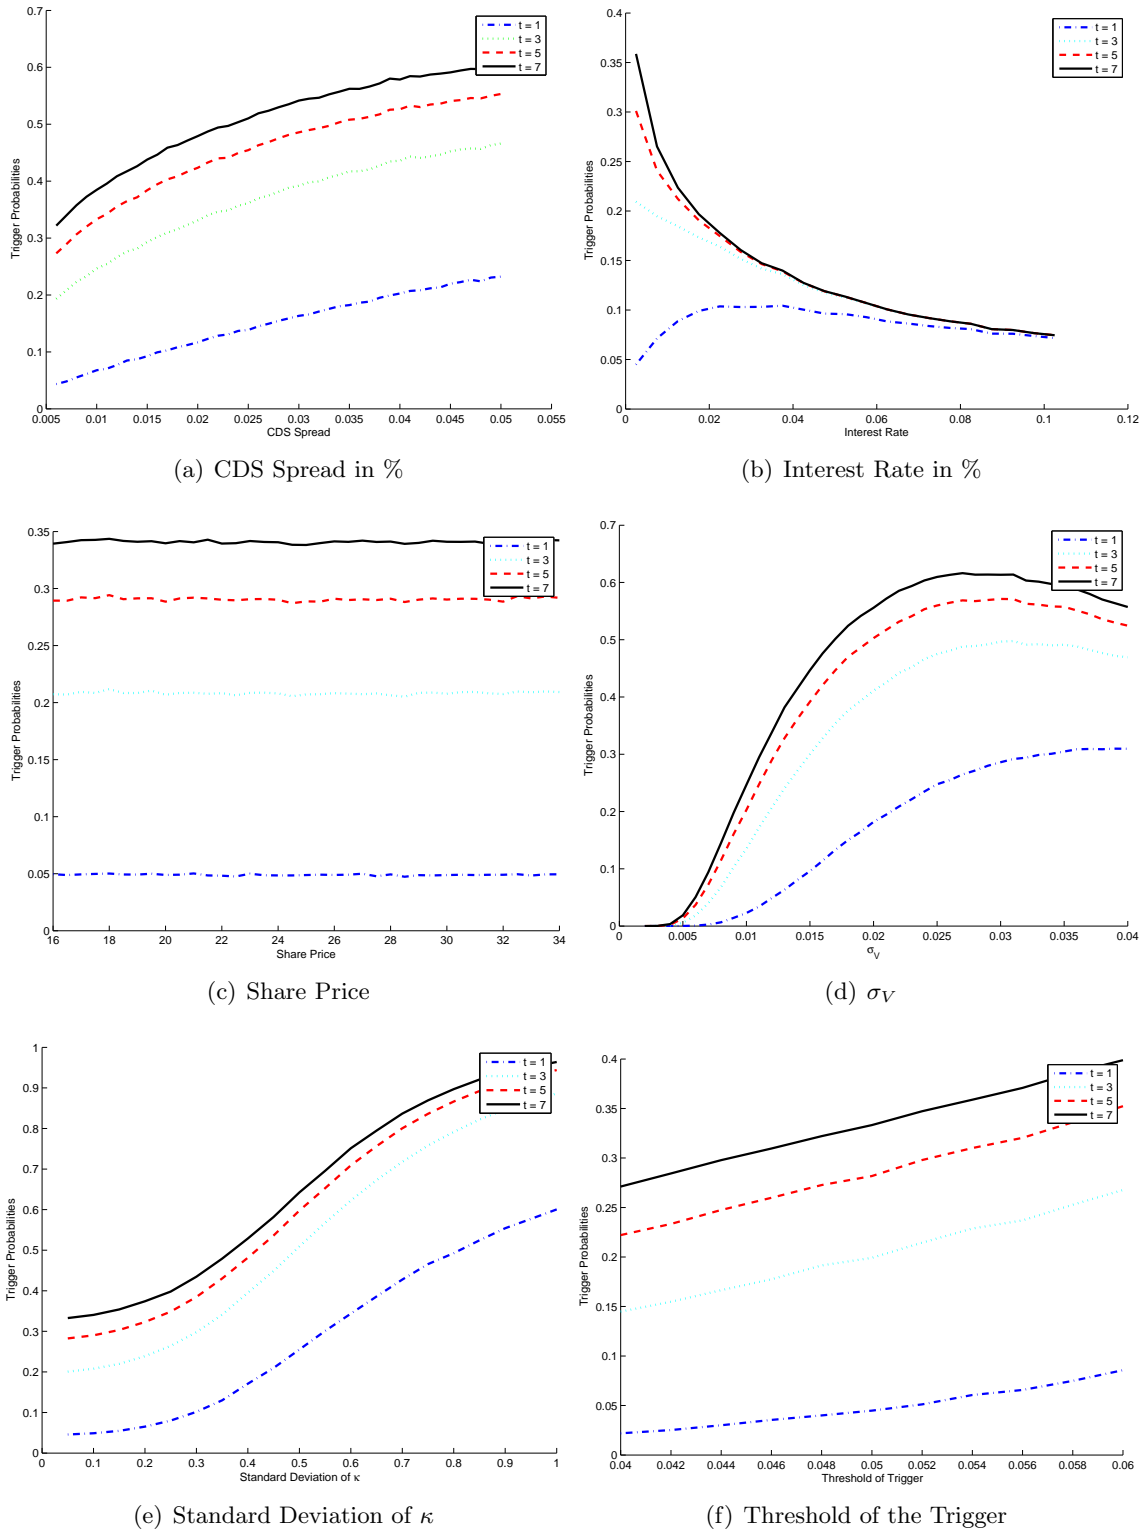 0.7
0.6
0.5
0.4
0.3
0.2
0.1
0
Trigger Probabilities
t = 1
t = 3
t = 5
t = 7
0.005 0.01 0.015 0.02 0.025 0.03 0.035 0.04 0.045 0.05 0.055
CDS Spread
(a) CDS Spread in %
0.4
0.35
0.3
0.25
0.2
0.15
0.1
0.05
0
Trigger Probabilities
t = 1
t = 3
t = 5
t = 7
0 0.02 0.04 0.06 0.08 0.1 0.12
Interest Rate
(b) Interest Rate in %
0.35
0.3
0.25
0.2
0.15
0.1
0.05
0
Trigger Probabilities
t = 1
t = 3
t = 5
t = 7
16 18 20 22 24 26 28 30 32 34
Share Price
(c) Share Price
0.7
0.6
0.5
0.4
0.3
0.2
0.1
0
Trigger Probabilities
t = 1
t = 3
t = 5
t = 7
0 0.005 0.01 0.015 0.02 0.025 0.03 0.035 0.04
σV
(d) σV
1
0.9
0.8
0.7
0.6
0.5
0.4
0.3
0.2
0.1
0
Trigger Probabilities
t = 1
t = 3
t = 5
t = 7
0 0.1 0.2 0.3 0.4 0.5 0.6 0.7 0.8 0.9 1
Standard Deviation of κ
(e) Standard Deviation of κ
0.4
0.35
0.3
0.25
0.2
0.15
0.1
0.05
0
Trigger Probabilities
t = 1
t = 3
t = 5
t = 7
0.04 0.042 0.044 0.046 0.048 0.05 0.052 0.054 0.056 0.058 0.06
Threshold of Trigger
(f) Threshold of the Trigger